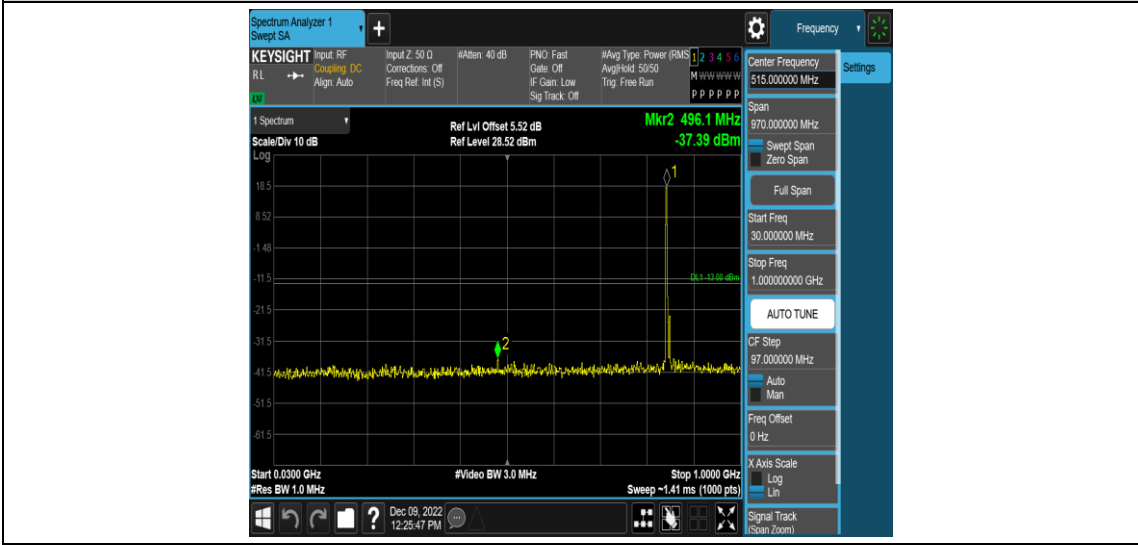 Spectrum Analyzer 1
Swept SA
+
Frequency
KEYSIGHT
RL
LXI
Input: RF
Coupling: DC
Align: Auto
Input Z: 50 Ω
Corrections: Off
Freq Ref: Int (S)
#Atten: 40 dB
PNO: Fast
Gate: Off
IF Gain: Low
Sig Track: Off
#Avg Type: Power (RMS
Avg|Hold: 50/50
Trig: Free Run
1 2 3 4 5 6
M W W W W W
P P P P P P
1 Spectrum
Scale/Div 10 dB
Log
Ref Lvl Offset 5.52 dB
Ref Level 28.52 dBm
Mkr2 496.1 MHz
-37.39 dBm
1
18.5
8.52
-1.48
-11.5
DL1 -13.00 dBm
-21.5
-31.5
2
-41.5
-51.5
-61.5
Start 0.0300 GHz
#Res BW 1.0 MHz
#Video BW 3.0 MHz
Stop 1.0000 GHz
Sweep ~1.41 ms (1000 pts)
?
Dec 09, 2022
12:25:47 PM
Center Frequency
515.000000 MHz
Settings
Span
970.000000 MHz
Swept Span
Zero Span
Full Span
Start Freq
30.000000 MHz
Stop Freq
1.000000000 GHz
AUTO TUNE
CF Step
97.000000 MHz
Auto
Man
Freq Offset
0 Hz
X Axis Scale
Log
Lin
Signal Track
(Span Zoom)